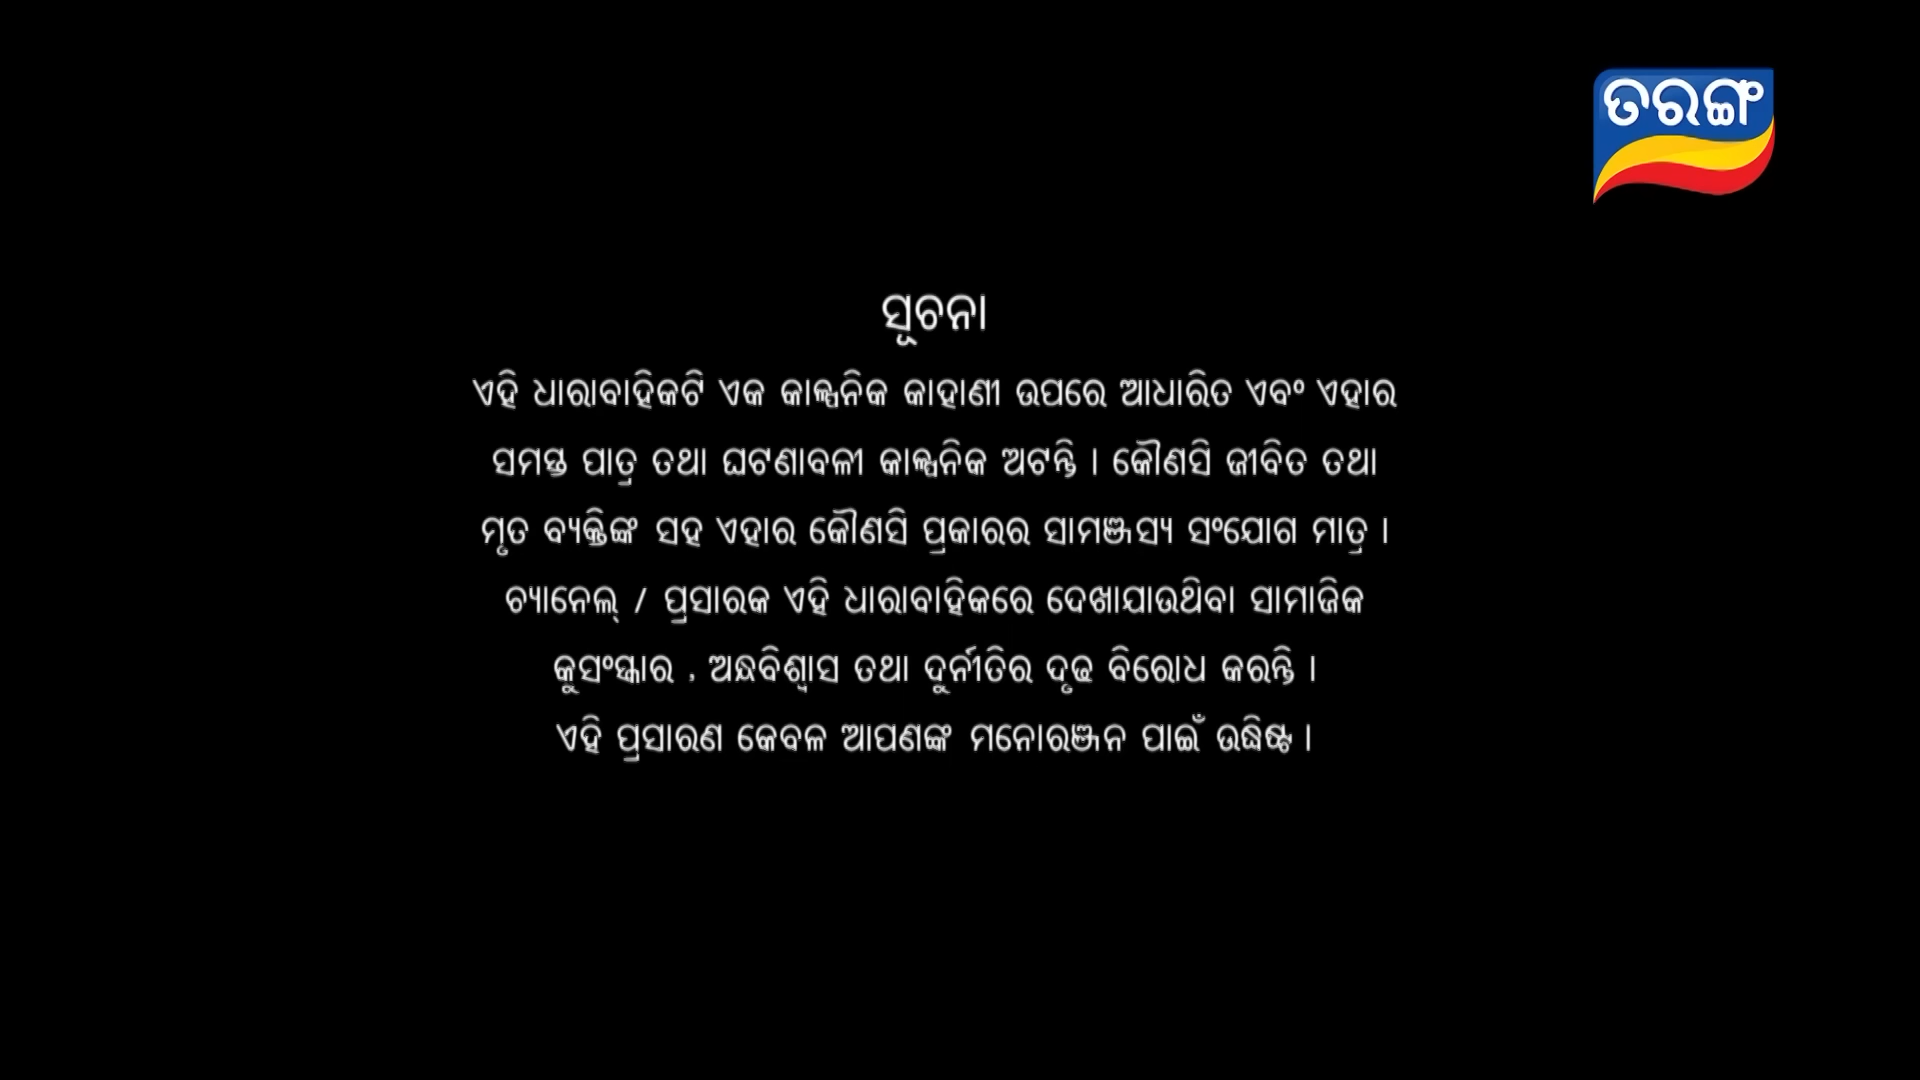 ତରଙ୍ଗ
ସୂଚନା
ଏହି ଧାରାବାହିକଟି ଏକ କାଳ୍ପନିକ କାହାଣୀ ଉପରେ ଆଧାରିତ ଏବଂ ଏହାର
ସମସ୍ତ ପାତ୍ର ତଥା ଘଟଣାବଳୀ କାଳ୍ପନିକ ଅଟନ୍ତି । କୌଣସି ଜୀବିତ ତଥା
ମୃତ ବ୍ୟକ୍ତିଙ୍କ ସହ ଏହାର କୌଣସି ପ୍ରକାରର ସାମଞ୍ଜସ୍ୟ ସଂଯୋଗ ମାତ୍ର ।
ଚ୍ୟାନେଲ୍ / ପ୍ରସାରକ ଏହି ଧାରାବାହିକରେ ଦେଖାଯାଉଥିବା ସାମାଜିକ
କୁସଂସ୍କାର , ଅନ୍ଧବିଶ୍ୱାସ ତଥା ଦୁର୍ନୀତିର ଦୃଢ ବିରୋଧ କରନ୍ତି ।
ଏହି ପ୍ରସାରଣ କେବଳ ଆପଣଙ୍କ ମନୋରଞ୍ଜନ ପାଇଁ ଉଦ୍ଧିଷ୍ଟ ।